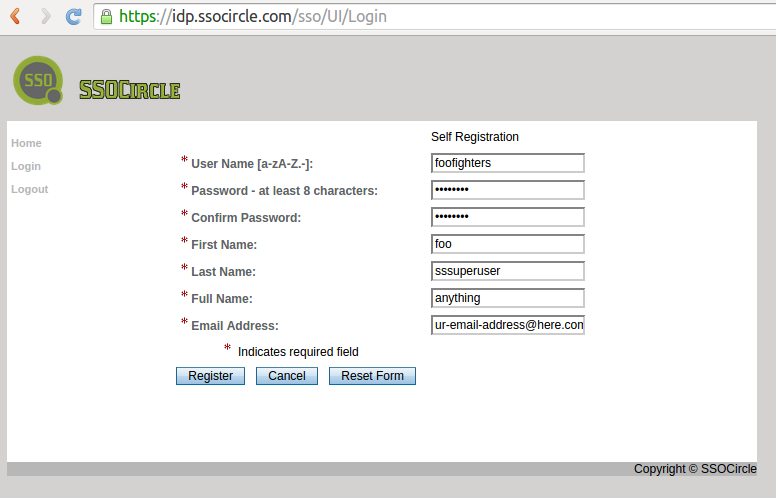 https://idp.ssocircle.com/sso/UI/Login
SSO
SSOCIRCLE
Home
Login
Logout
Self Registration
* User Name [a-zA-Z.-]: foofighters
* Password - at least 8 characters: ••••••••
* Confirm Password: ••••••••
* First Name: foo
* Last Name: sssuperuser
* Full Name: anything
* Email Address: ur-email-address@here.com
* Indicates required field
Register Cancel Reset Form
Copyright © SSOCircle